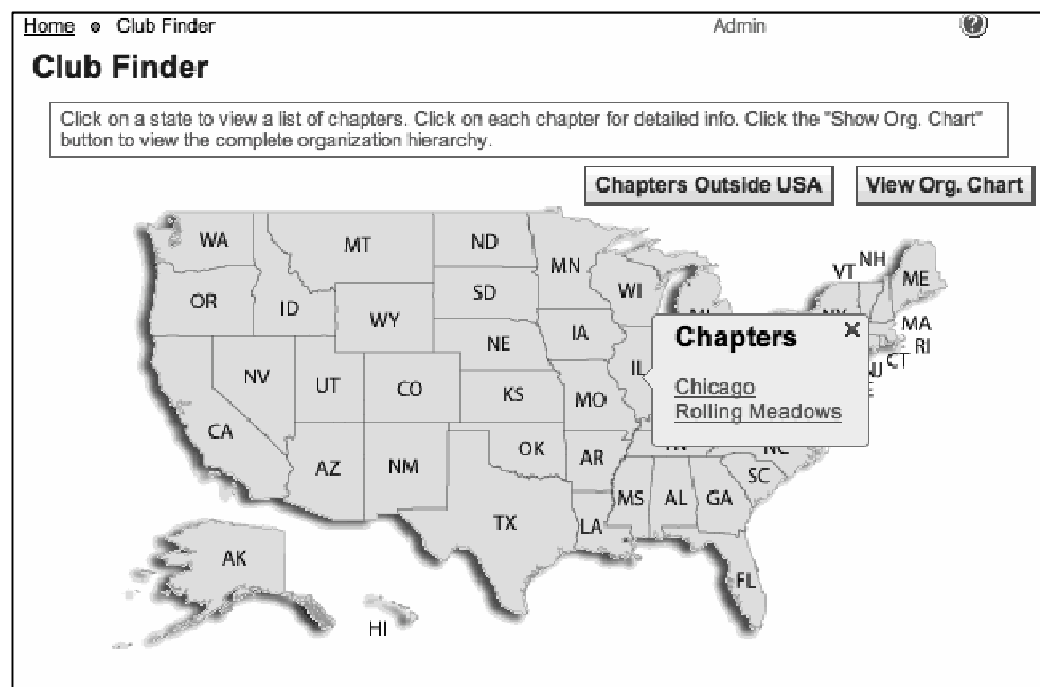 Home • Club Finder Admin ?
Club Finder
Click on a state to view a list of chapters. Click on each chapter for detailed info. Click the "Show Org. Chart"
button to view the complete organization hierarchy.
Chapters Outside USA View Org. Chart
WA
MT
ND
MN
VT
NH
ME
OR
ID
SD
WI
WY
MA
IA
NE
RI
CT
NJ
NV
UT
CO
KS
MO
IL
Chapters
Chicago
Rolling Meadows
CA
AZ
NM
OK
AR
NC
SC
TX
LA
MS
AL
GA
FL
AK
HI